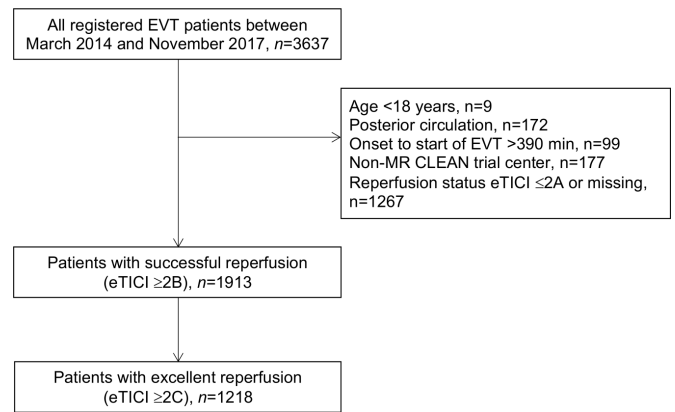 All registered EVT patients between
March 2014 and November 2017, n=3637
Age <18 years, n=9
Posterior circulation, n=172
Onset to start of EVT >390 min, n=99
Non-MR CLEAN trial center, n=177
Reperfusion status eTICI ≤2A or missing,
n=1267
Patients with successful reperfusion
(eTICI ≥2B), n=1913
Patients with excellent reperfusion
(eTICI ≥2C), n=1218